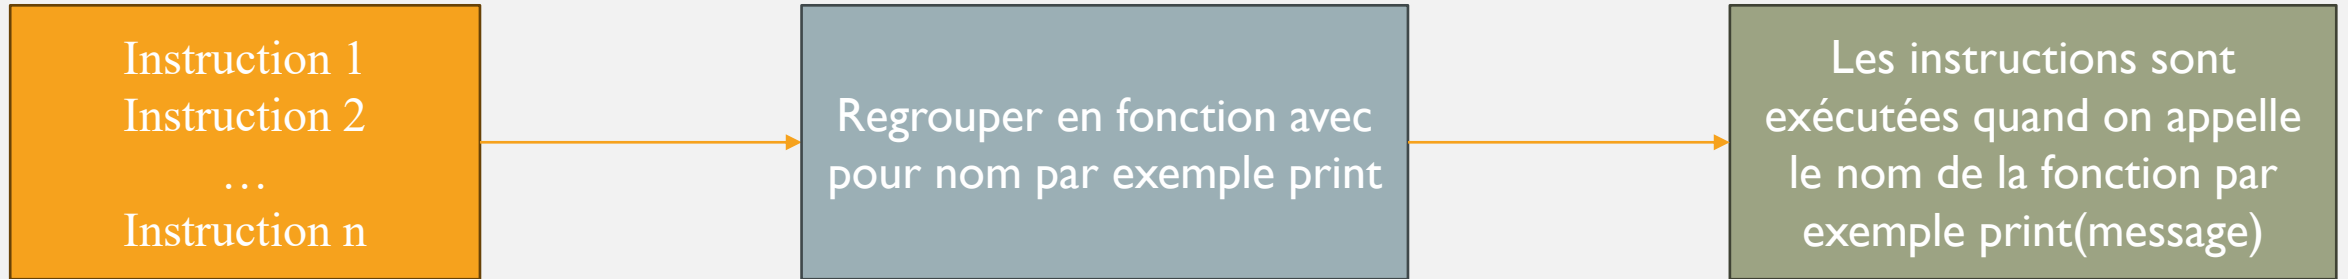 Instruction 1
Instruction 2
…
Instruction n
Regrouper en fonction avec
pour nom par exemple print
Les instructions sont
exécutées quand on appelle
le nom de la fonction par
exemple print(message)